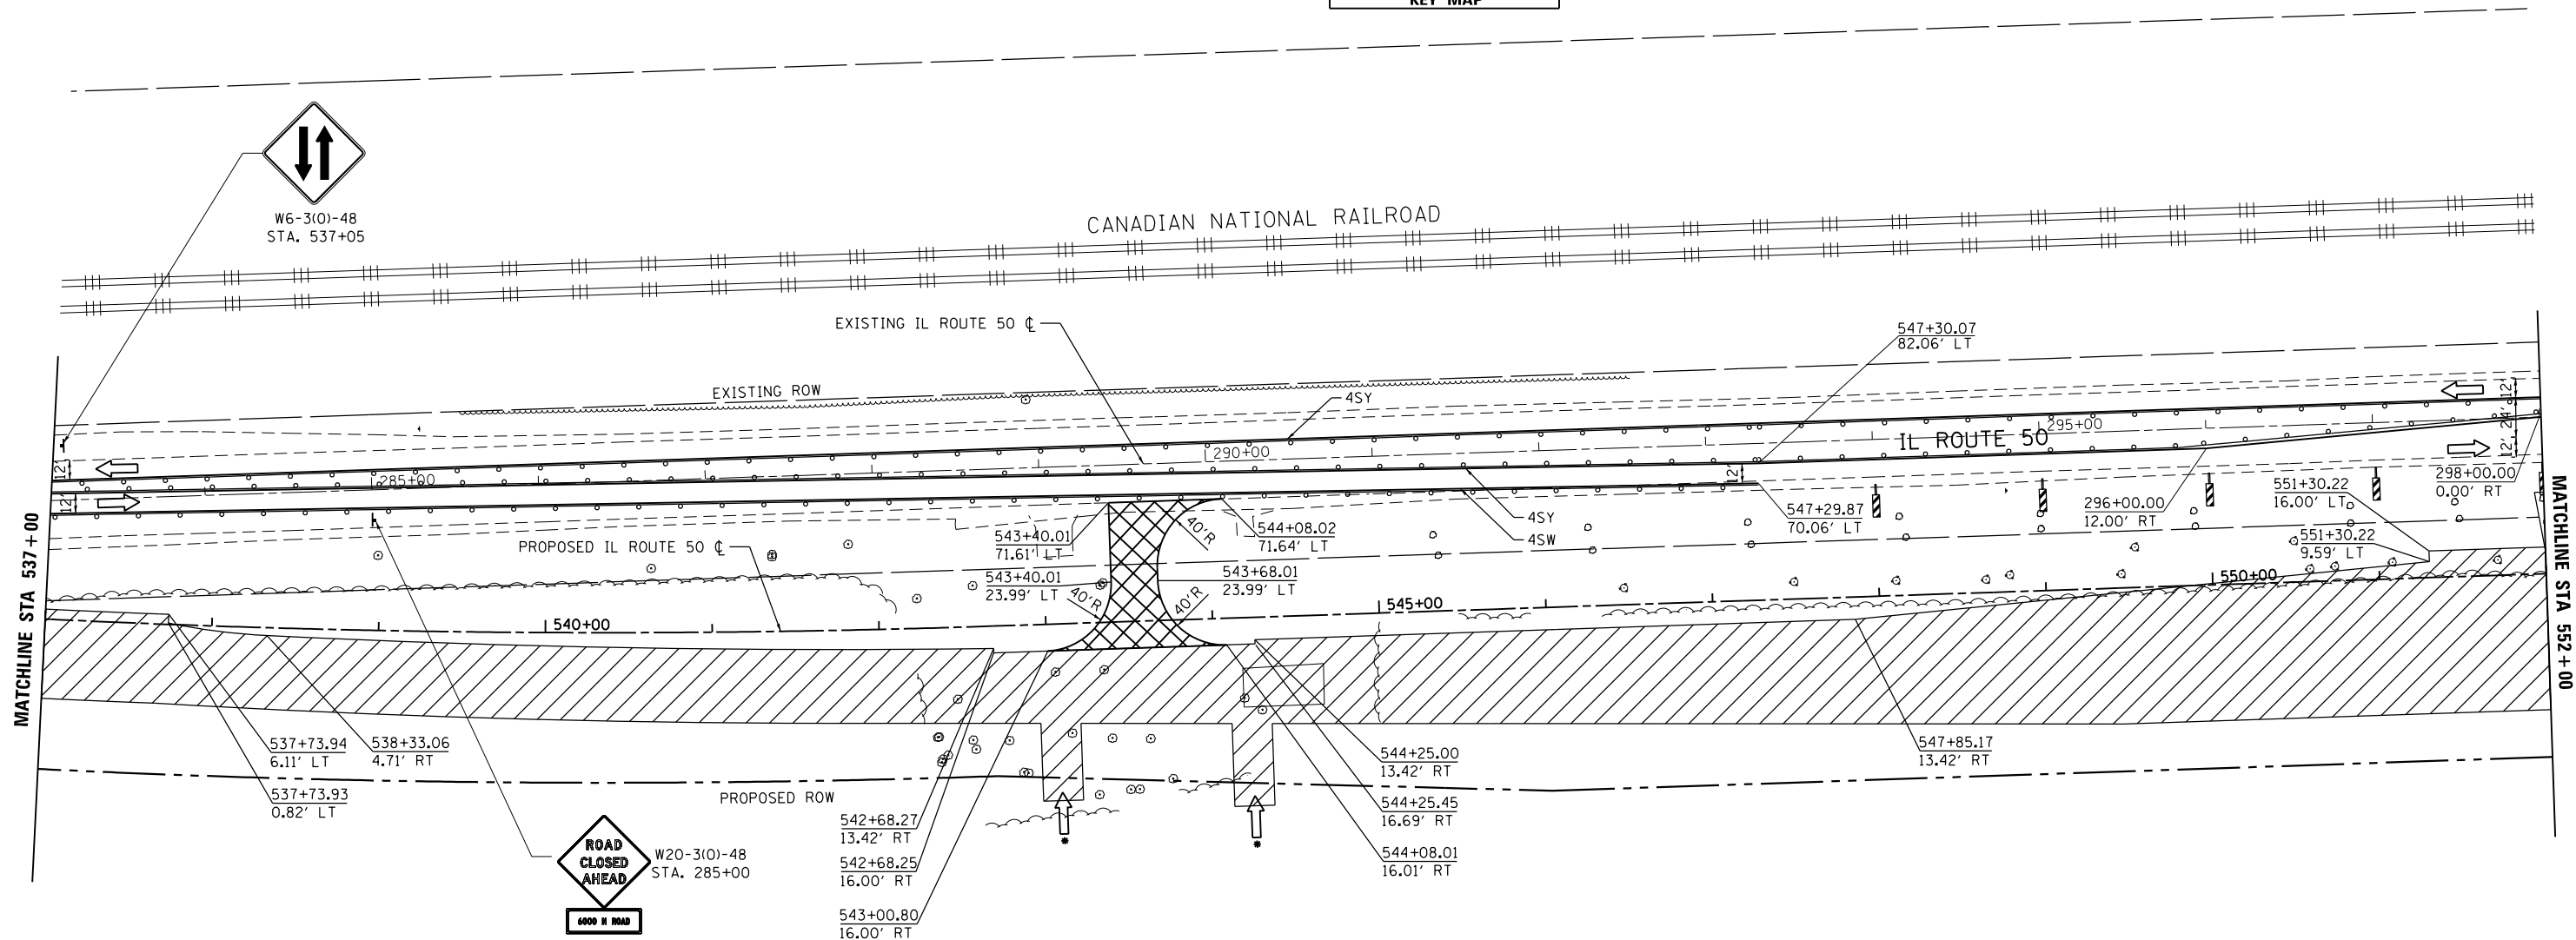 KEY MAP
W6-3(O)-48
STA. 537+05
CANADIAN NATIONAL RAILROAD
EXISTING IL ROUTE 50 ℄
547+30.07
82.06' LT
EXISTING ROW
4SY
12'
24'
12'
295+00
IL ROUTE 50
290+00
285+00
12'
12'
12'
298+00.00
0.00' RT
551+30.22
16.00' LT
296+00.00
12.00' RT
547+29.87
70.06' LT
4SY
4SW
544+08.02
71.64' LT
40'R
543+40.01
71.61' LT
PROPOSED IL ROUTE 50 ℄
551+30.22
9.59' LT
543+40.01
23.99' LT
543+68.01
23.99' LT
40'R
40'R
550+00
545+00
540+00
MATCHLINE STA 537+00
MATCHLINE STA 552+00
537+73.94
6.11' LT
538+33.06
4.71' RT
537+73.93
0.82' LT
PROPOSED ROW
544+25.00
13.42' RT
547+85.17
13.42' RT
544+25.45
16.69' RT
542+68.27
13.42' RT
542+68.25
16.00' RT
544+08.01
16.01' RT
543+00.80
16.00' RT
*
*
ROAD
CLOSED
AHEAD
W20-3(O)-48
STA. 285+00
6000 N ROAD